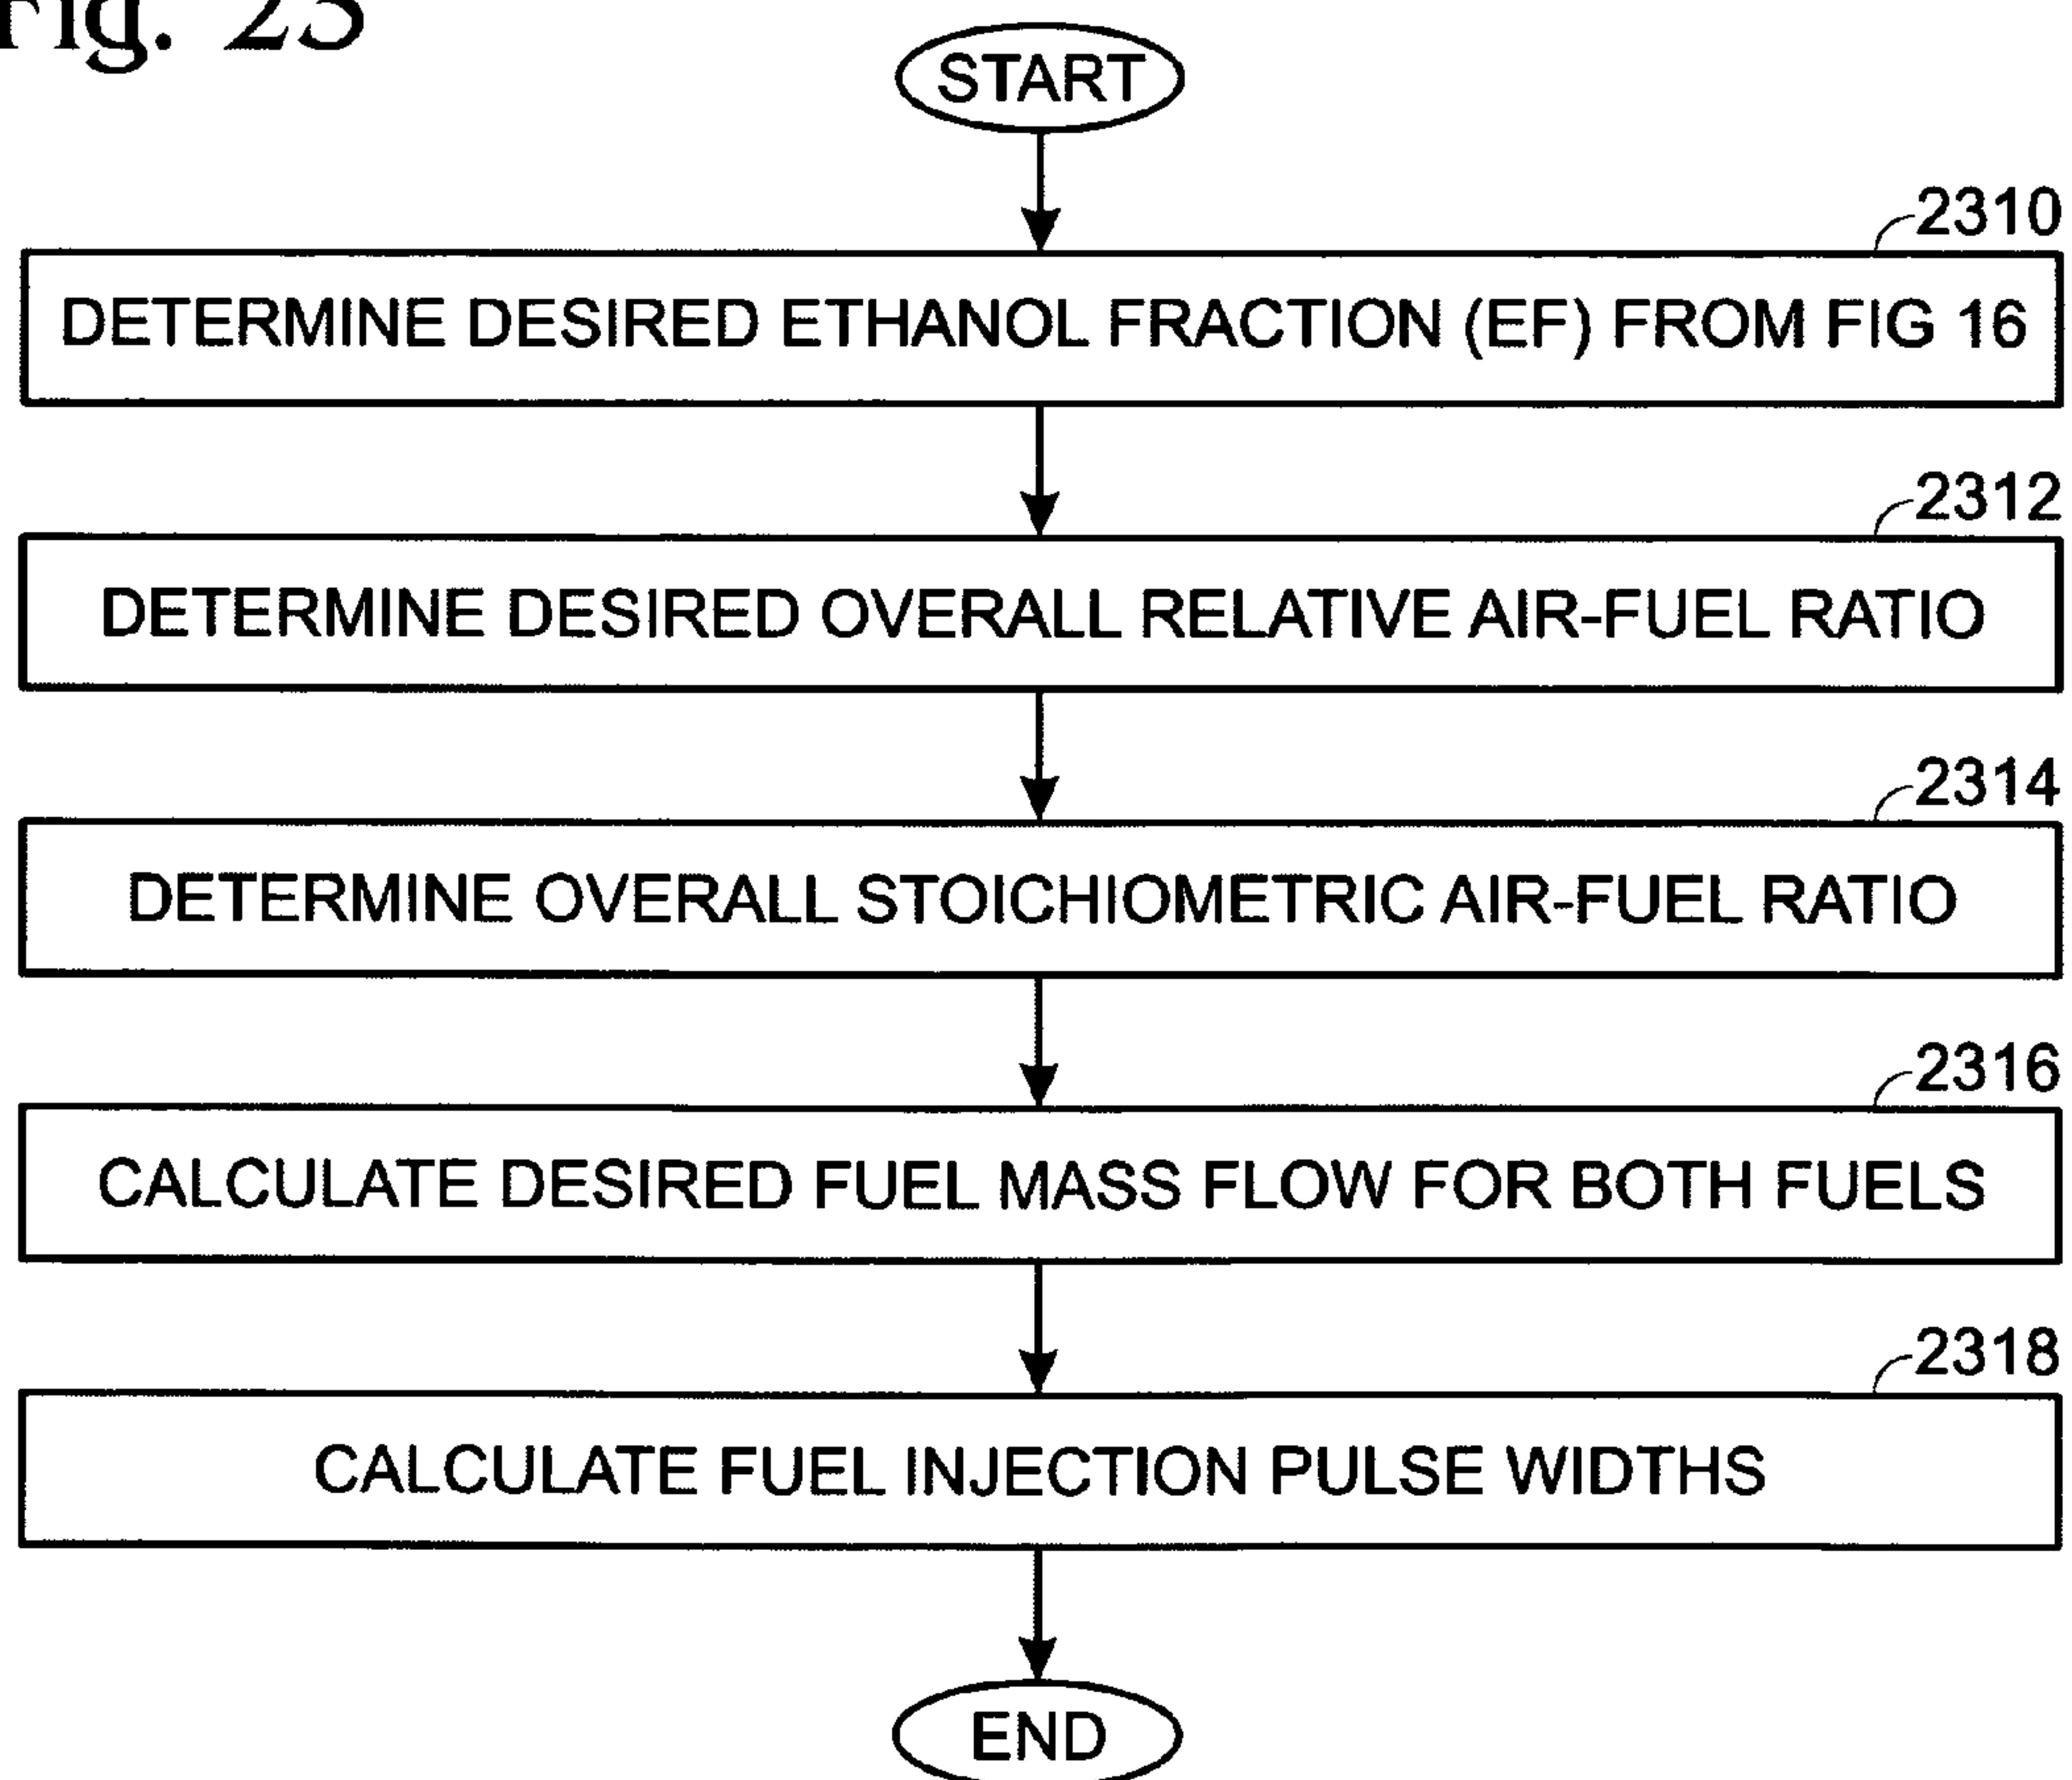 Fig. 23
START
2310
DETERMINE DESIRED ETHANOL FRACTION (EF) FROM FIG 16
2312
DETERMINE DESIRED OVERALL RELATIVE AIR-FUEL RATIO
2314
DETERMINE OVERALL STOICHIOMETRIC AIR-FUEL RATIO
2316
CALCULATE DESIRED FUEL MASS FLOW FOR BOTH FUELS
2318
CALCULATE FUEL INJECTION PULSE WIDTHS
END